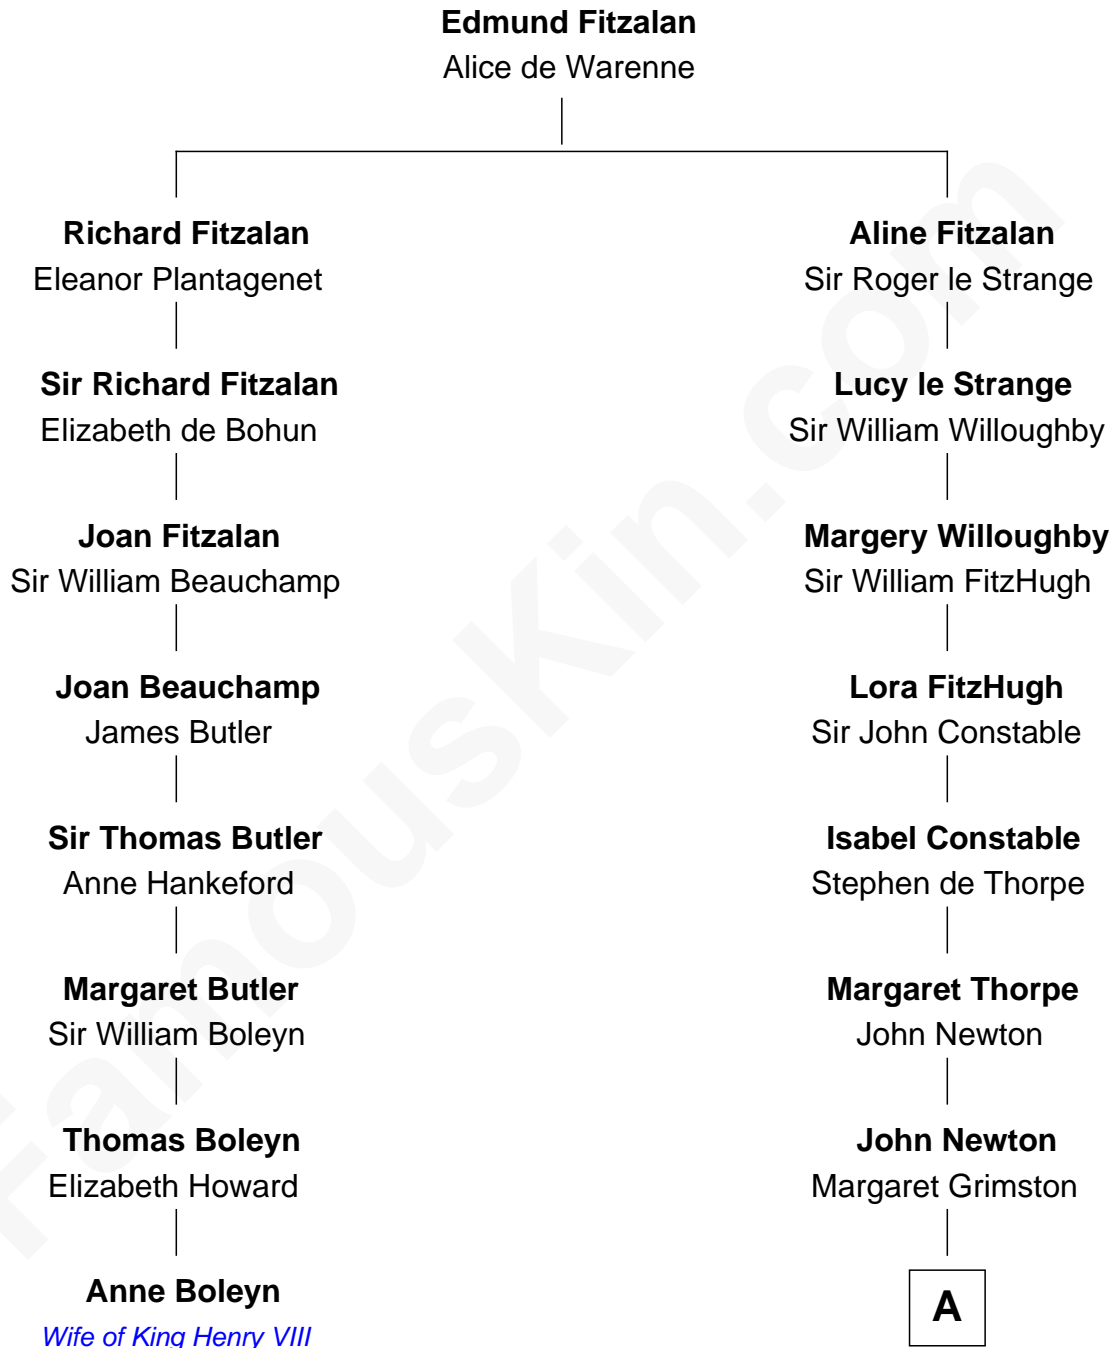 Edmund Fitzalan
Alice de Warenne
Richard Fitzalan
Eleanor Plantagenet
Aline Fitzalan
Sir Roger le Strange
Sir Richard Fitzalan
Elizabeth de Bohun
Lucy le Strange
Sir William Willoughby
Joan Fitzalan
Sir William Beauchamp
Margery Willoughby
Sir William FitzHugh
Joan Beauchamp
James Butler
Lora FitzHugh
Sir John Constable
Sir Thomas Butler
Anne Hankeford
Isabel Constable
Stephen de Thorpe
Margaret Butler
Sir William Boleyn
Margaret Thorpe
John Newton
Thomas Boleyn
Elizabeth Howard
John Newton
Margaret Grimston
Anne Boleyn
Wife of King Henry VIII
A
FamousKin.com